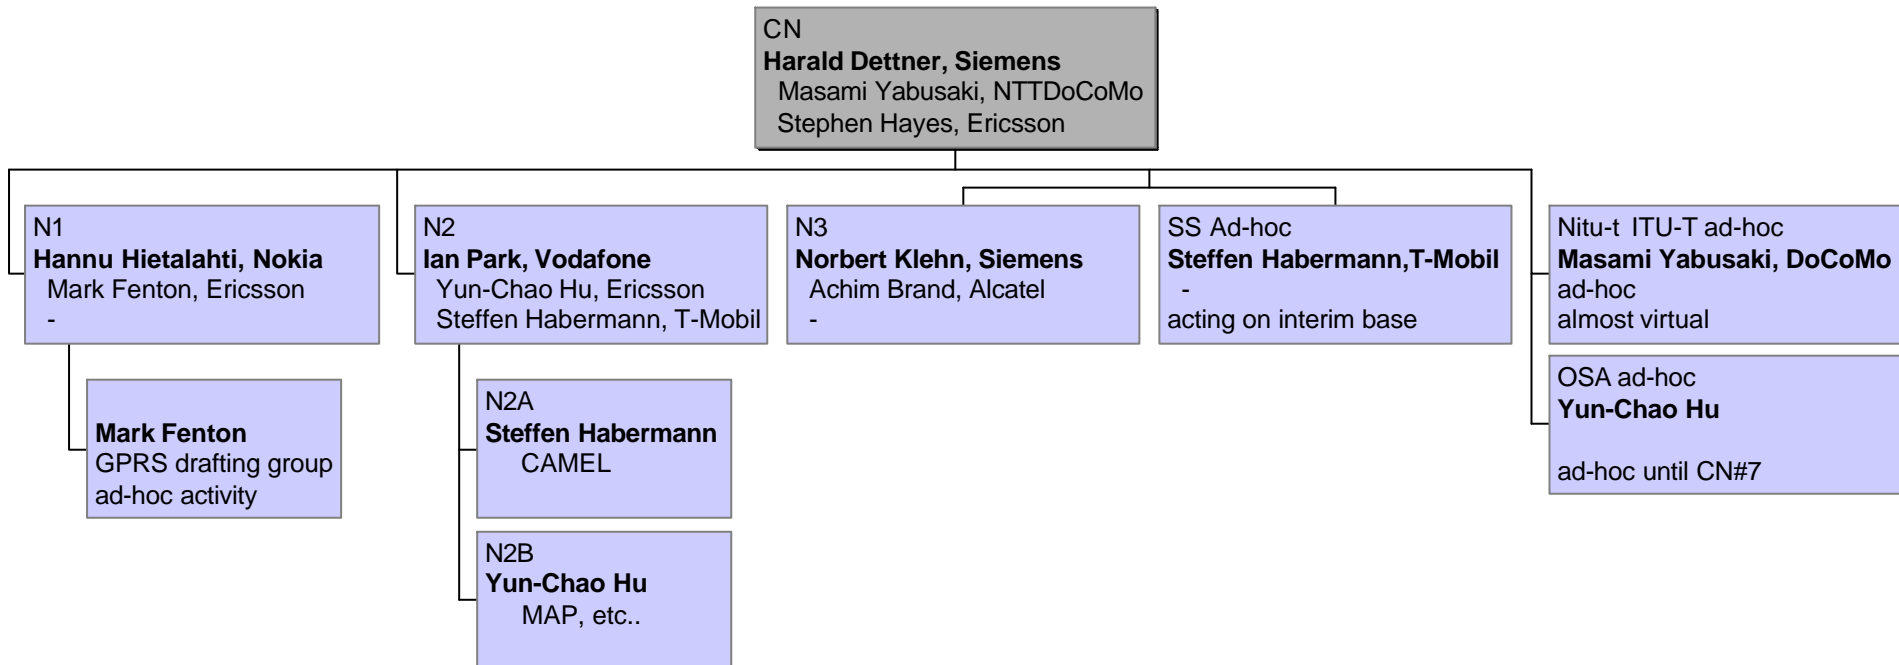 CN
Harald Dettner, Siemens
Masami Yabusaki, NTTDoCoMo
Stephen Hayes, Ericsson
N1
Hannu Hietalahti, Nokia
Mark Fenton, Ericsson
-
N2
Ian Park, Vodafone
Yun-Chao Hu, Ericsson
Steffen Habermann, T-Mobil
N3
Norbert Klehn, Siemens
Achim Brand, Alcatel
-
SS Ad-hoc
Steffen Habermann,T-Mobil
-
acting on interim base
Nitu-t ITU-T ad-hoc
Masami Yabusaki, DoCoMo
ad-hoc
almost virtual
Mark Fenton
GPRS drafting group
ad-hoc activity
N2A
Steffen Habermann
CAMEL
OSA ad-hoc
Yun-Chao Hu
ad-hoc until CN#7
N2B
Yun-Chao Hu
MAP, etc..